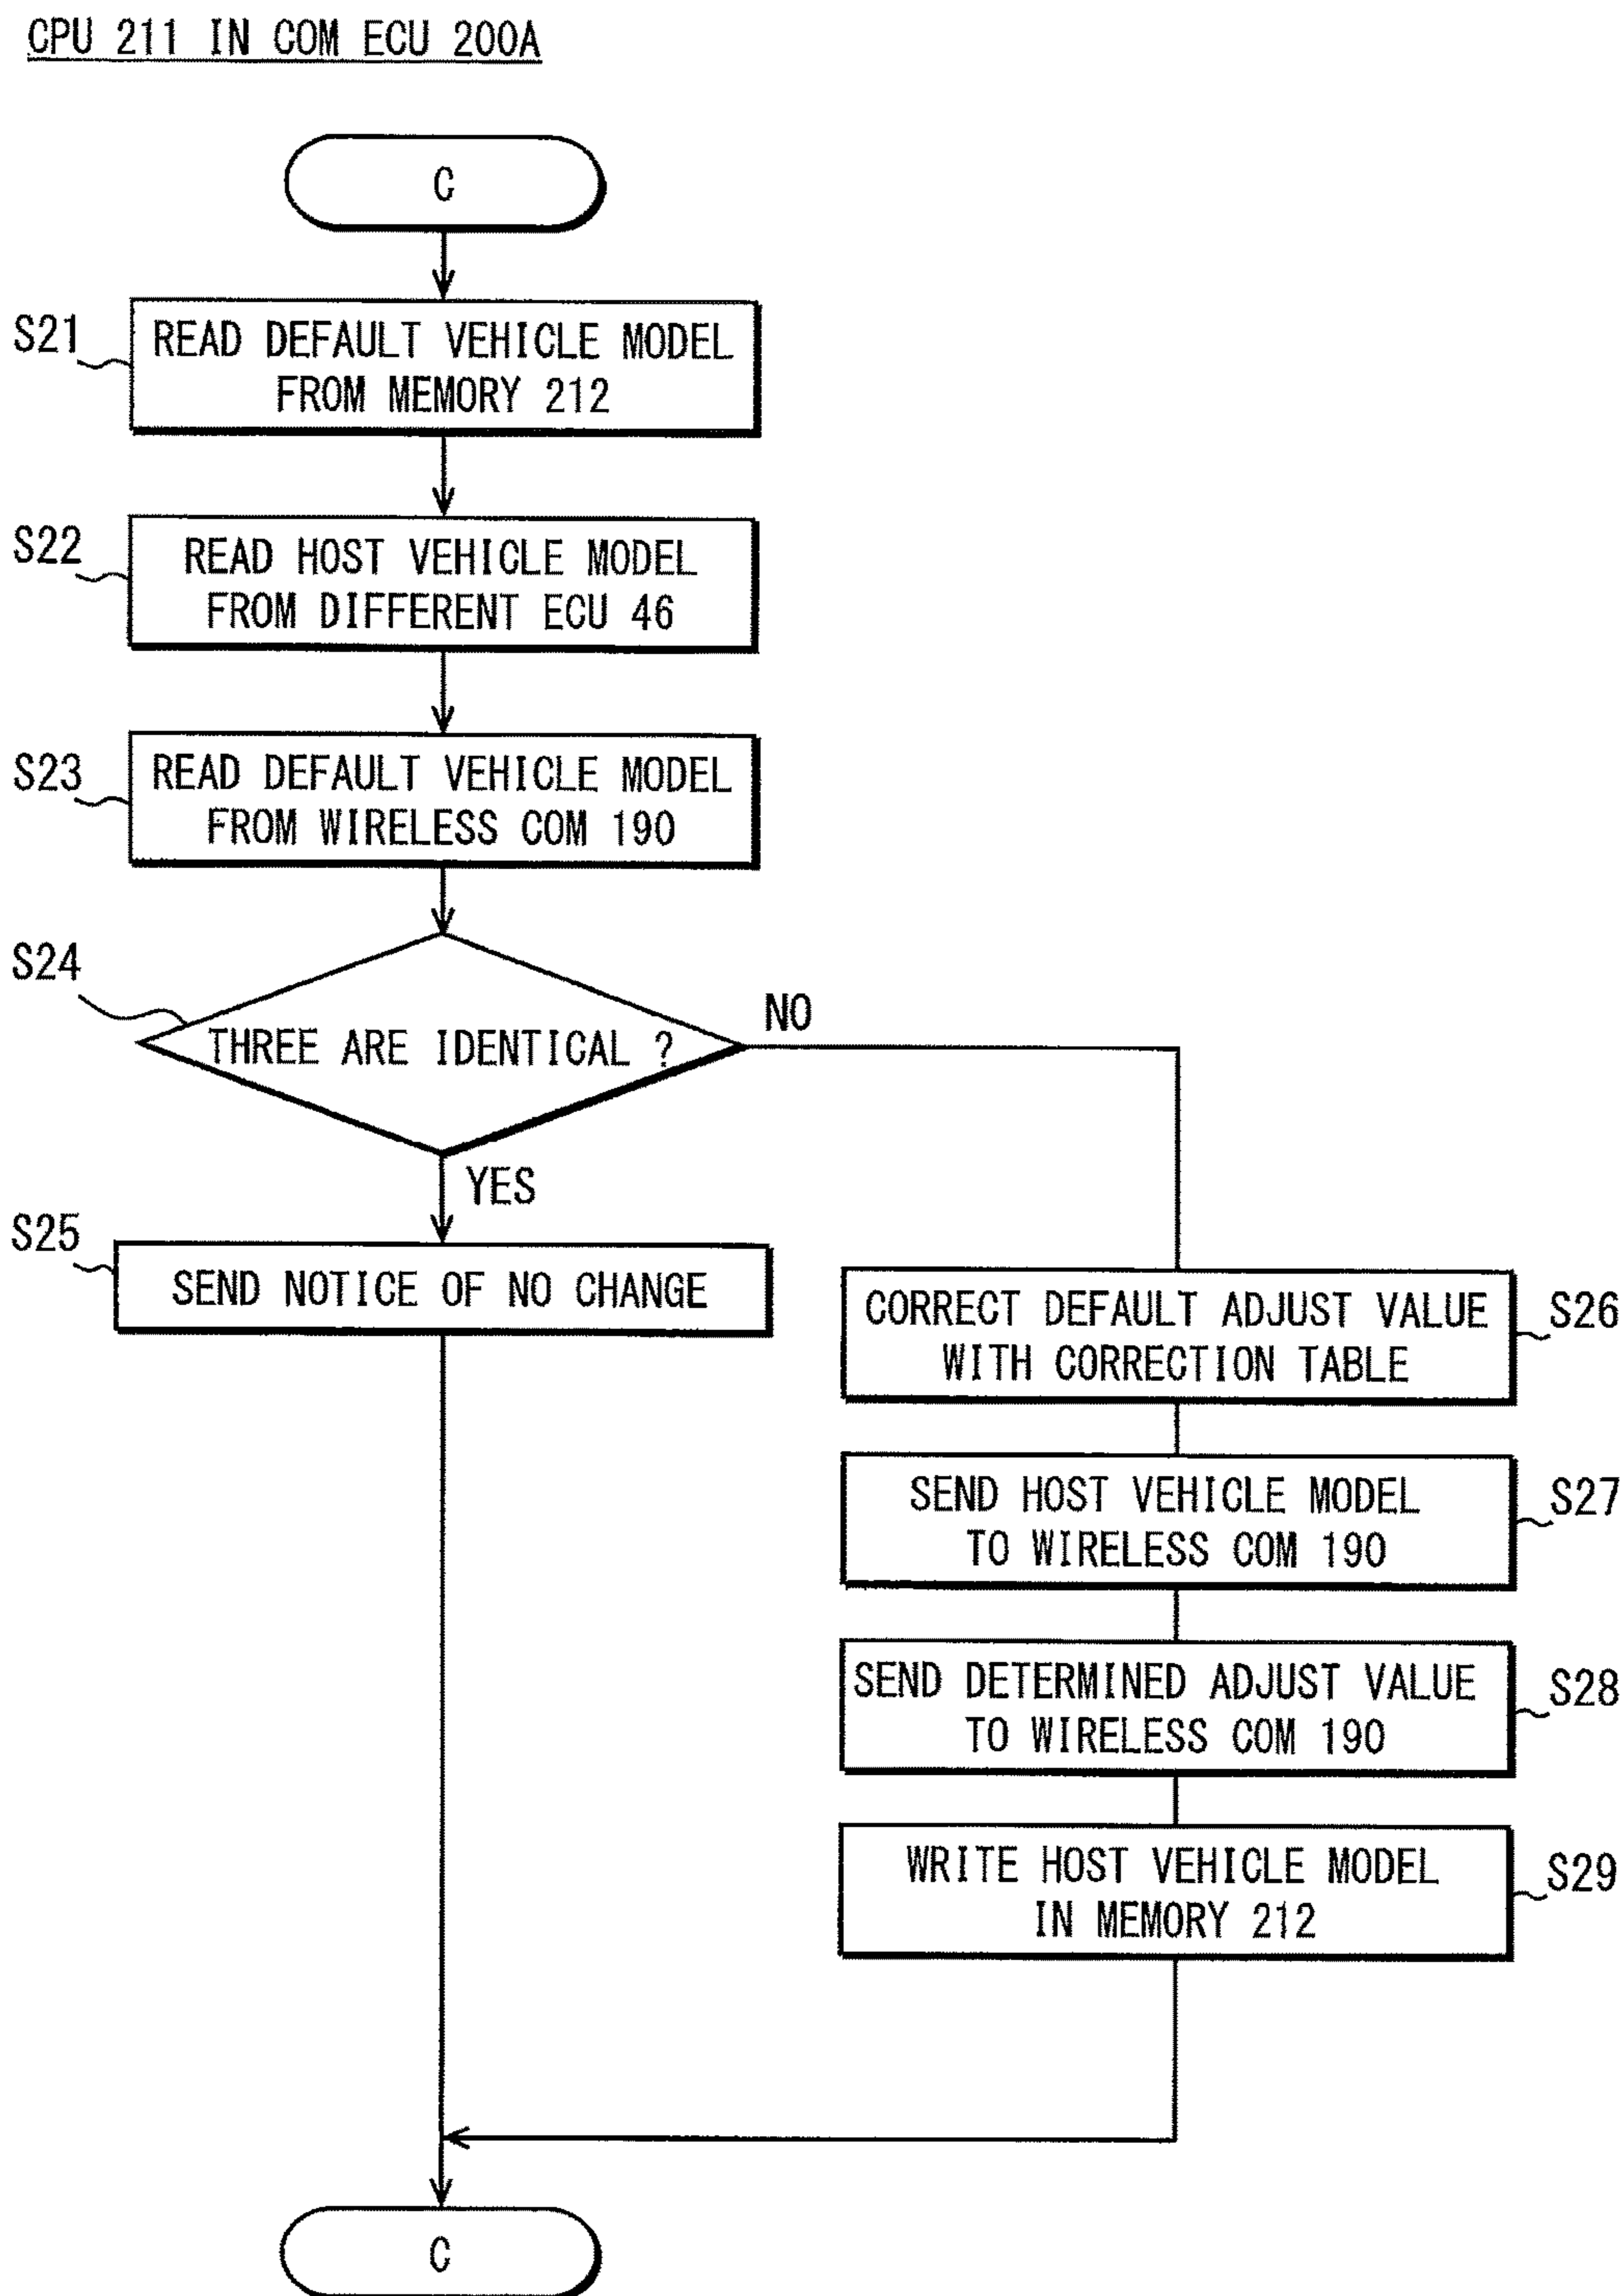 CPU 211 IN COM ECU 200A
C
S21
READ DEFAULT VEHICLE MODEL
FROM MEMORY 212
S22
READ HOST VEHICLE MODEL
FROM DIFFERENT ECU 46
S23
READ DEFAULT VEHICLE MODEL
FROM WIRELESS COM 190
S24
THREE ARE IDENTICAL ?
NO
YES
S25
SEND NOTICE OF NO CHANGE
CORRECT DEFAULT ADJUST VALUE
WITH CORRECTION TABLE
S26
SEND HOST VEHICLE MODEL
TO WIRELESS COM 190
S27
SEND DETERMINED ADJUST VALUE
TO WIRELESS COM 190
S28
WRITE HOST VEHICLE MODEL
IN MEMORY 212
S29
C